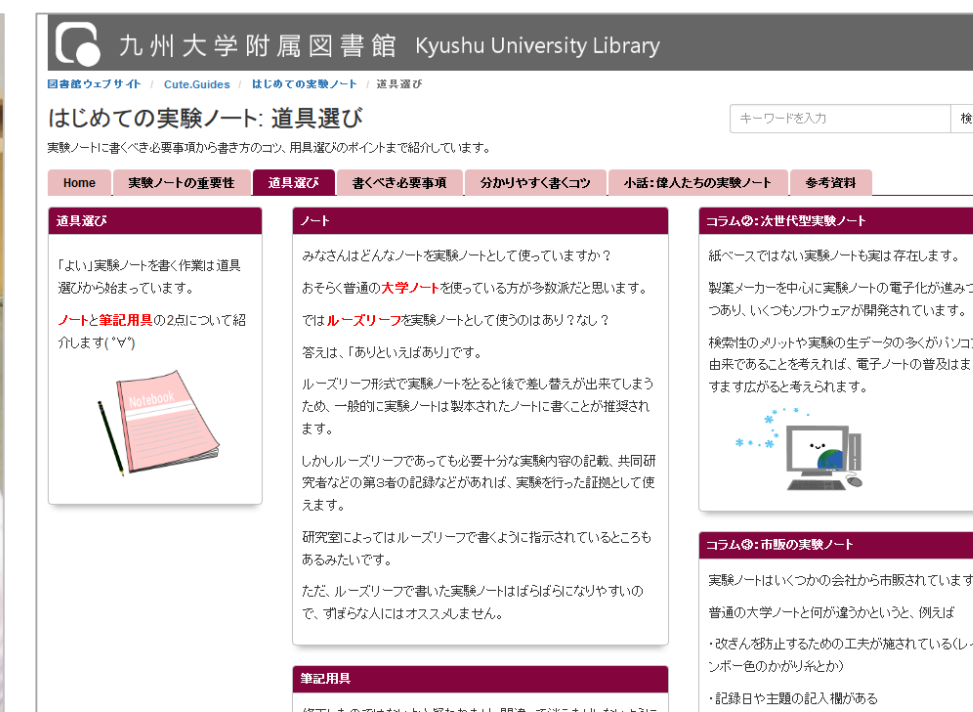 九州大学附属図書館 Kyushu University Library
図書館ウェブサイト / Cute.Guides / はじめての実験ノート / 道具選び
はじめての実験ノート: 道具選び
キーワードを入力
検
実験ノートに書くべき必要事項から書き方のコツ、用具選びのポイントまで紹介しています。
Home 実験ノートの重要性 道具選び 書くべき必要事項 分かりやすく書くコツ 小話：偉人たちの実験ノート 参考資料
道具選び
「よい」実験ノートを書く作業は道具
選びから始まっています。
ノートと筆記用具の2点について紹
介します(ﾟ∀ﾟ)
Notebook
ノート
みなさんはどんなノートを実験ノートとして使っていますか？
おそらく普通の大学ノートを使っている方が多数派だと思います。
ではルーズリーフを実験ノートとして使うのはあり？なし？
答えは、「ありといえばあり」です。
ルーズリーフ形式で実験ノートをとると後で差し替えが出来てしまう
ため、一般的に実験ノートは製本されたノートに書くことが推奨され
ます。
しかしルーズリーフであっても必要十分な実験内容の記載、共同研
究者などの第3者の記録などがあれば、実験を行った証拠として使
えます。
研究室によってはルーズリーフで書くように指示されているところも
あるみたいです。
ただ、ルーズリーフで書いた実験ノートはばらばらになりやすいの
で、ずぼらな人にはオススメしません。
筆記用具
コラム②：次世代型実験ノート
紙ベースではない実験ノートも実は存在します。
製薬メーカーを中心に実験ノートの電子化が進みつ
つあり、いくつもソフトウェアが開発されています。
検索性のメリットや実験の生データの多くがパソコン
由来であることを考えれば、電子ノートの普及はま
すます広がると考えられます。
コラム③：市販の実験ノート
実験ノートはいくつかの会社から市販されています
普通の大学ノートと何が違うかというと、例えば
・改ざんを防止するための工夫が施されている(レイ
ンボー色のかがり糸とか)
・記録日や主題の記入欄がある